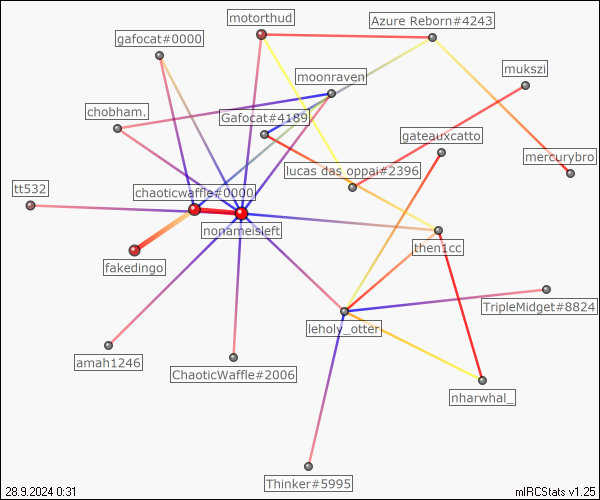 motorthud
Azure Reborn#4243
gafocat#0000
moonraven
mukszi
chobham.
Gafocat#4189
gateauxcatto
lucas das oppai#2396
mercurybro
tt532
chaoticwaffle#0000
nonameisleft
then1cc
fakedingo
TripleMidget#8824
leholy_otter
amah1246
ChaoticWaffle#2006
nharwhal_
Thinker#5995
28.9.2024 0:31
mIRCStats v1.25